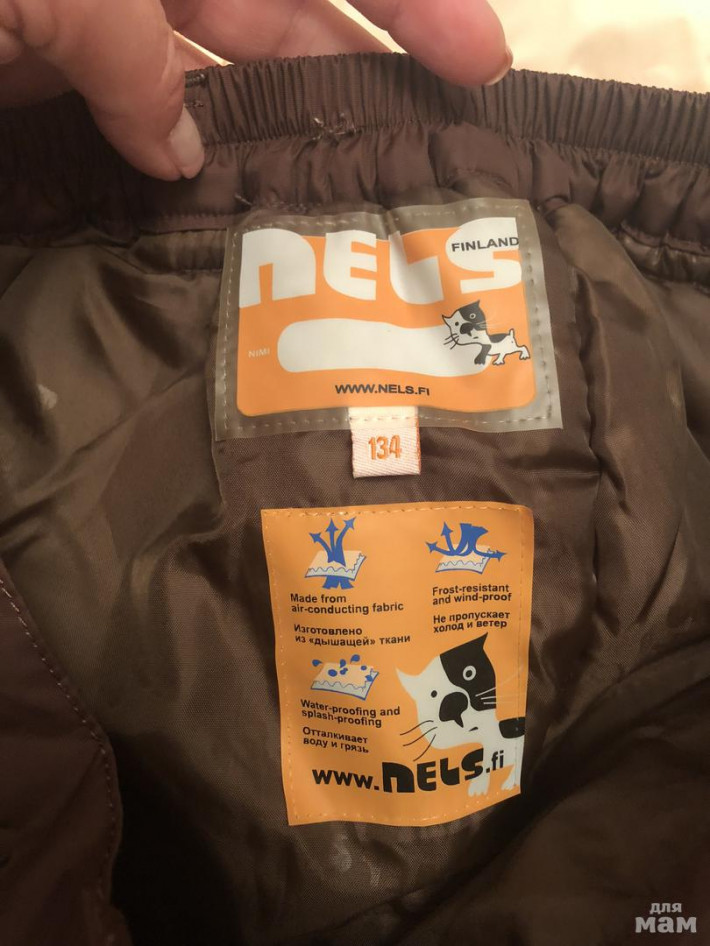 NELS
FINLAND
NIMI
WWW.NELS.FI
134
Made from
air-conducting fabric
Изготовлено
из «дышащей» ткани
Frost-resistant
and wind-proof
Не пропускает
холод и ветер
Water-proofing and
splash-proofing
Отталкивает
воду и грязь
www.NELS.fi
для
мам